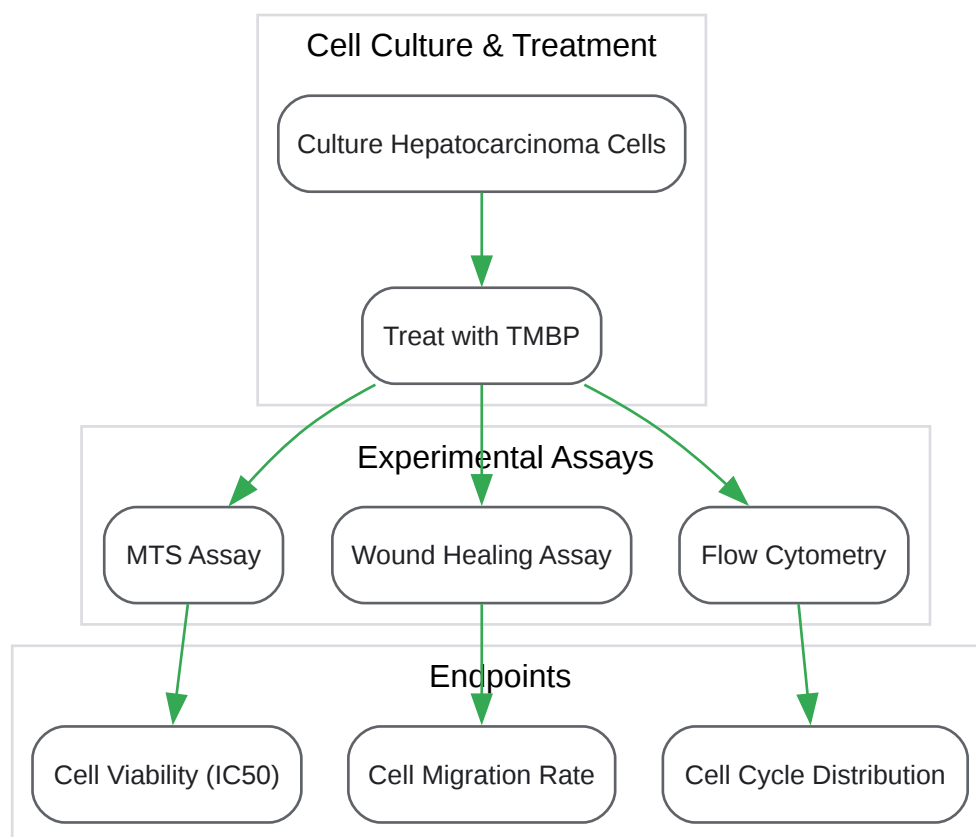 Cell Culture & Treatment
Culture Hepatocarcinoma Cells
Treat with TMBP
Experimental Assays
MTS Assay
Wound Healing Assay
Flow Cytometry
Endpoints
Cell Viability (IC50)
Cell Migration Rate
Cell Cycle Distribution